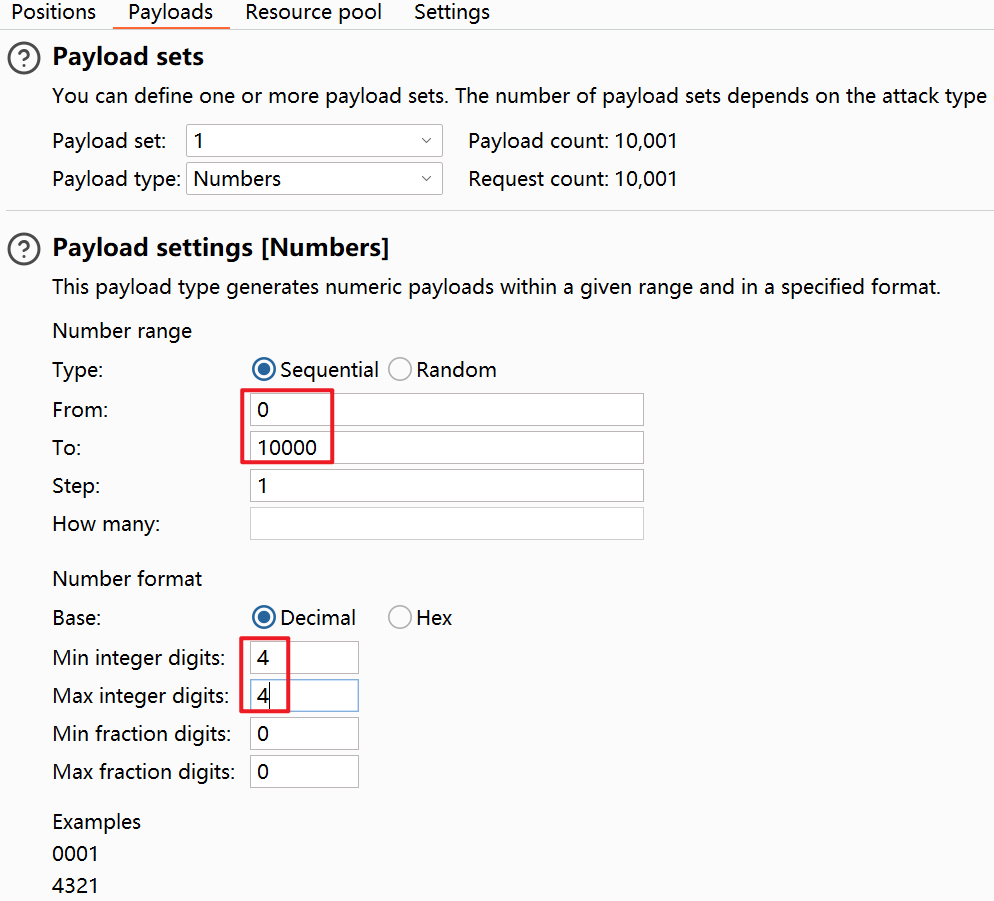 Positions Payloads Resource pool Settings
? Payload sets
You can define one or more payload sets. The number of payload sets depends on the attack type
Payload set: 1 Payload count: 10,001
Payload type: Numbers Request count: 10,001
? Payload settings [Numbers]
This payload type generates numeric payloads within a given range and in a specified format.
Number range
Type: Sequential Random
From: 0
To: 10000
Step: 1
How many:
Number format
Base: Decimal Hex
Min integer digits: 4
Max integer digits: 4
Min fraction digits: 0
Max fraction digits: 0
Examples
0001
4321